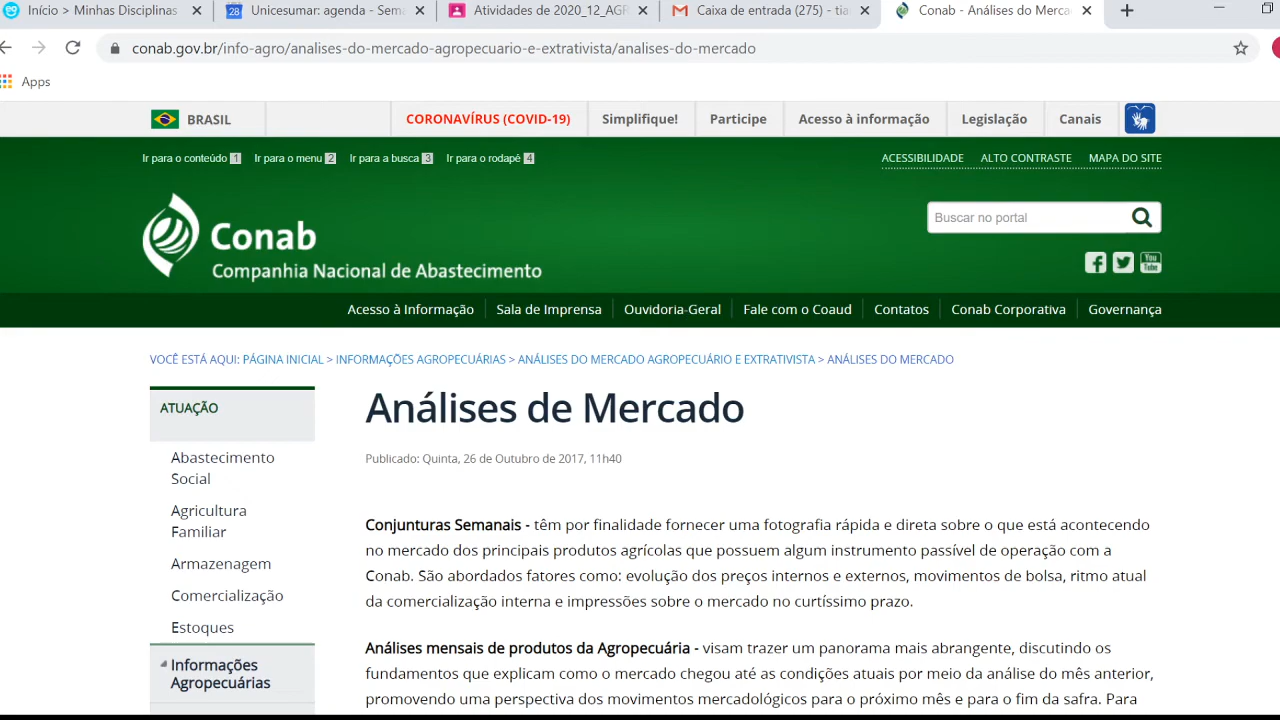 Início > Minhas Disciplinas
Unicesumar: agenda - Sema
Atividades de 2020_12_AGR
Caixa de entrada (275) - tia
Conab - Análises do Merca
conab.gov.br/info-agro/analises-do-mercado-agropecuario-e-extrativista/analises-do-mercado
Apps
BRASIL CORONAVÍRUS (COVID-19) Simplifique! Participe Acesso à informação Legislação Canais
Ir para o conteúdo 1 Ir para o menu 2 Ir para a busca 3 Ir para o rodapé 4
ACESSIBILIDADE ALTO CONTRASTE MAPA DO SITE
Conab
Companhia Nacional de Abastecimento
Buscar no portal
You Tube
Acesso à Informação Sala de Imprensa Ouvidoria-Geral Fale com o Coaud Contatos Conab Corporativa Governança
VOCÊ ESTÁ AQUI: PÁGINA INICIAL > INFORMAÇÕES AGROPECUÁRIAS > ANÁLISES DO MERCADO AGROPECUÁRIO E EXTRATIVISTA > ANÁLISES DO MERCADO
ATUAÇÃO
Abastecimento
Social
Agricultura
Familiar
Armazenagem
Comercialização
Estoques
Informações
Agropecuárias
Análises de Mercado
Publicado: Quinta, 26 de Outubro de 2017, 11h40
Conjunturas Semanais - têm por finalidade fornecer uma fotografia rápida e direta sobre o que está acontecendo
no mercado dos principais produtos agrícolas que possuem algum instrumento passível de operação com a
Conab. São abordados fatores como: evolução dos preços internos e externos, movimentos de bolsa, ritmo atual
da comercialização interna e impressões sobre o mercado no curtíssimo prazo.
Análises mensais de produtos da Agropecuária - visam trazer um panorama mais abrangente, discutindo os
fundamentos que explicam como o mercado chegou até as condições atuais por meio da análise do mês anterior,
promovendo uma perspectiva dos movimentos mercadológicos para o próximo mês e para o fim da safra. Para